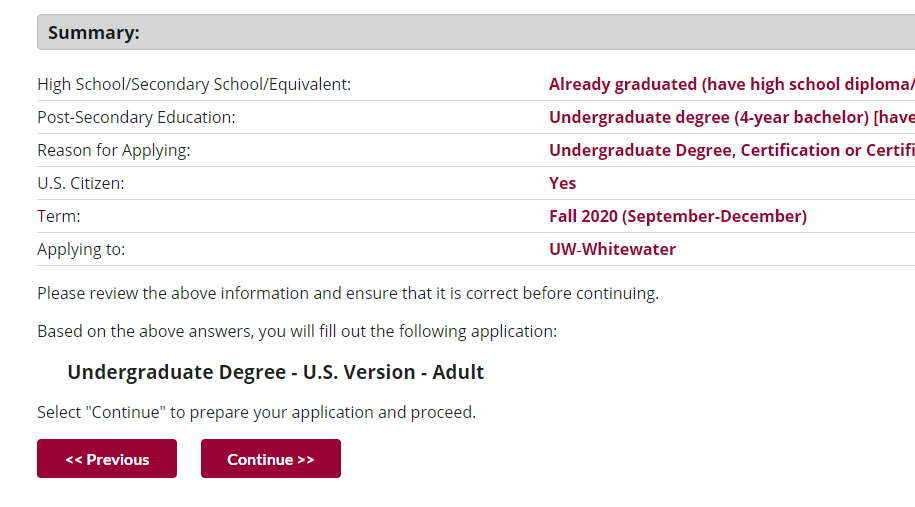 Summary:
High School/Secondary School/Equivalent: Already graduated (have high school diploma/
Post-Secondary Education: Undergraduate degree (4-year bachelor) [have
Reason for Applying: Undergraduate Degree, Certification or Certifi
U.S. Citizen: Yes
Term: Fall 2020 (September-December)
Applying to: UW-Whitewater
Please review the above information and ensure that it is correct before continuing.
Based on the above answers, you will fill out the following application:
Undergraduate Degree - U.S. Version - Adult
Select "Continue" to prepare your application and proceed.
<< Previous Continue >>